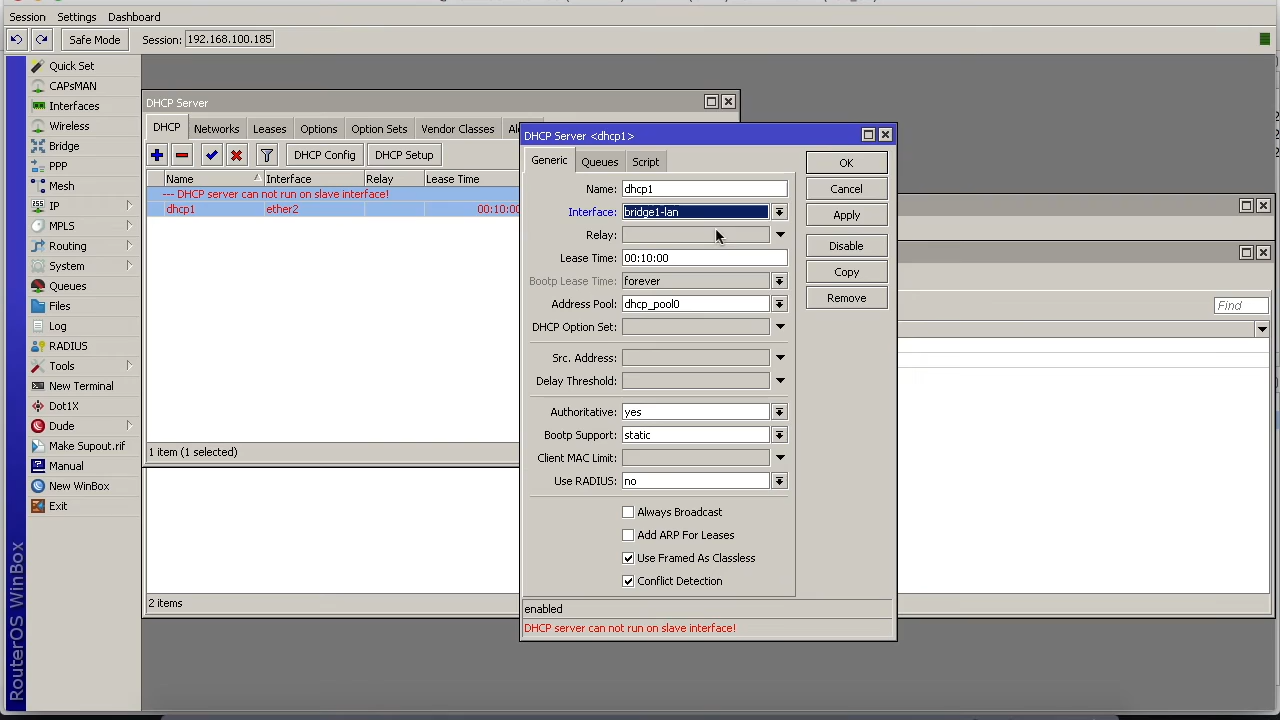 Session Settings Dashboard
Safe Mode Session: 192.168.100.185
Quick Set
CAPsMAN
Interfaces
Wireless
Bridge
PPP
Mesh
IP
MPLS
Routing
System
Queues
Files
Log
RADIUS
Tools
New Terminal
Dot1X
Dude
Make Supout.rif
Manual
New WinBox
Exit
RouterOS WinBox
DHCP Server
DHCP Networks Leases Options Option Sets Vendor Classes
DHCP Config DHCP Setup
Name Interface Relay Lease Time
--- DHCP server can not run on slave interface!
dhcp1 ether2 00:10:00
1 item (1 selected)
2 items
DHCP Server <dhcp1>
Generic Queues Script
Name: dhcp1
Interface: bridge1-lan
Relay:
Lease Time: 00:10:00
Bootp Lease Time: forever
Address Pool: dhcp_pool0
DHCP Option Set:
Src. Address:
Delay Threshold:
Authoritative: yes
Bootp Support: static
Client MAC Limit:
Use RADIUS: no
Always Broadcast
Add ARP For Leases
Use Framed As Classless
Conflict Detection
enabled
DHCP server can not run on slave interface!
OK
Cancel
Apply
Disable
Copy
Remove
Find